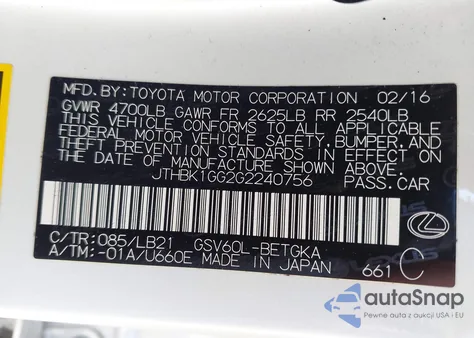 MFD. BY: TOYOTA MOTOR CORPORATION 02/16
GVWR 4700LB GAWR FR 2625LB RR 2540LB
THIS VEHICLE CONFORMS TO ALL APPLICABLE
FEDERAL MOTOR VEHICLE SAFETY, BUMPER, AND
THEFT PREVENTION STANDARDS IN EFFECT ON
THE DATE OF MANUFACTURE SHOWN ABOVE.
JTHBK1GG2G2240756 PASS.CAR
C/TR:085/LB21 GSV60L-BETGKA
A/TM:-01A/U660E MADE IN JAPAN 661 C
autoSnap
Pewne auta z aukcji USA i EU